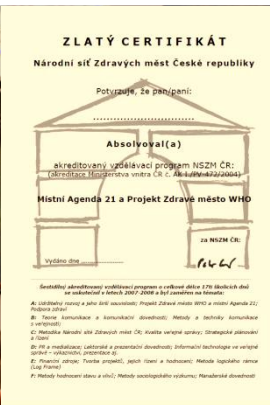 ZLATÝ CERTIFIKÁT
Národní síť Zdravých měst České republiky
Potvrzuje, že pan/paní:
..............................
Absolvoval(a)
akreditovaný vzdělávací program NSZM ČR:
(akreditace Ministerstva vnitra ČR č. AK I./PV-472/2004)
Místní Agenda 21 a Projekt Zdravé město WHO
za NSZM ČR:
Vydáno dne ..............
Šestidílný akreditovaný vzdělávací program o celkové délce 176 školicích dnů
se uskutečnil v letech 2007-2008 a byl zaměřen na témata:
A: Udržitelný rozvoj a jeho širší souvislosti; Projekt Zdravé město WHO a místní Agenda 21;
Podpora zdraví
B: Teorie komunikace a komunikační dovednosti; Metody a techniky komunikace
s veřejností;
C: Metodika Národní sítě Zdravých měst ČR; Kvalita veřejné správy; Strategické plánování
a řízení
D: PR a medializace; Lektorské a prezentační dovednosti; Informační technologie ve veřejné
správě – výkaznictví, prezentace aj.
E: Finanční zdroje; Tvorba projektů, jejich řízení a hodnocení; Metoda logického rámce
(Log Frame)
F: Metody hodnocení stavu a vlivů; Metody sociologického výzkumu; Manažerské dovednosti